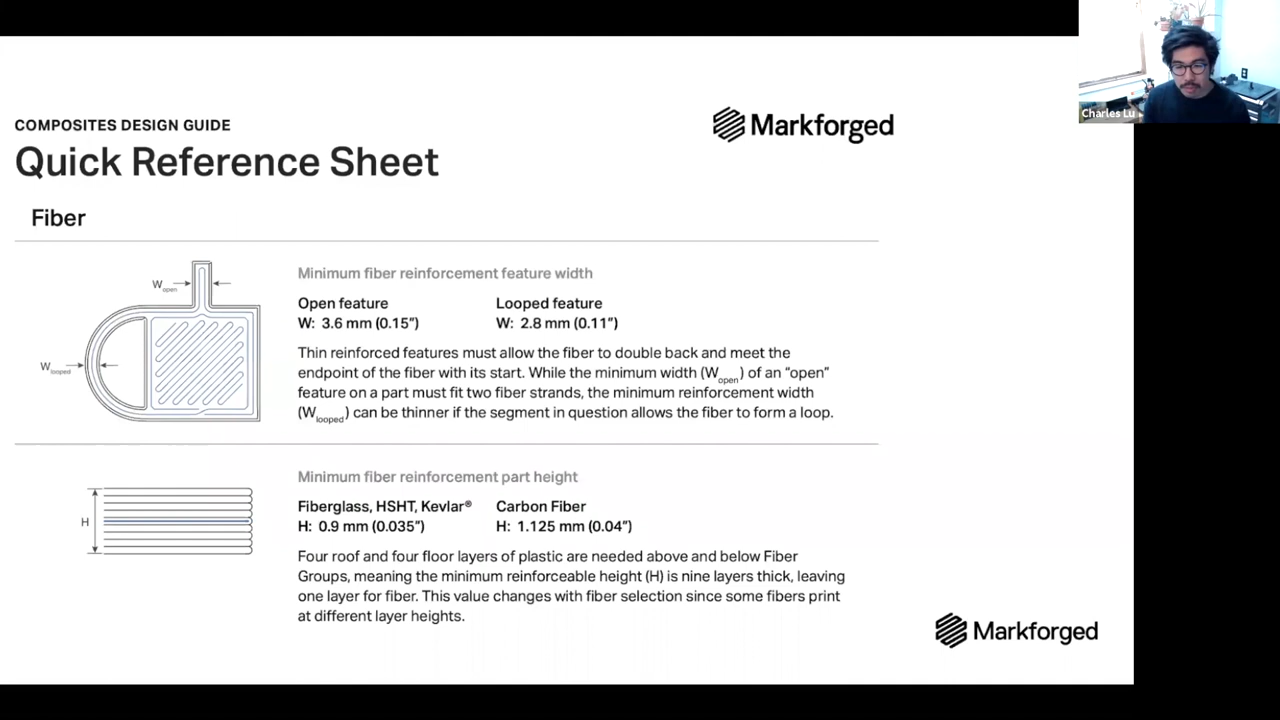 Charles Lu
COMPOSITES DESIGN GUIDE
Markforged
Quick Reference Sheet
Fiber
Minimum fiber reinforcement feature width
Wopen
Open feature
Looped feature
W: 3.6 mm (0.15”)
W: 2.8 mm (0.11”)
Wlooped
Thin reinforced features must allow the fiber to double back and meet the
endpoint of the fiber with its start. While the minimum width (Wopen) of an “open”
feature on a part must fit two fiber strands, the minimum reinforcement width
(Wlooped) can be thinner if the segment in question allows the fiber to form a loop.
Minimum fiber reinforcement part height
H
Fiberglass, HSHT, Kevlar®
Carbon Fiber
H: 0.9 mm (0.035”)
H: 1.125 mm (0.04”)
Four roof and four floor layers of plastic are needed above and below Fiber
Groups, meaning the minimum reinforceable height (H) is nine layers thick, leaving
one layer for fiber. This value changes with fiber selection since some fibers print
at different layer heights.
Markforged